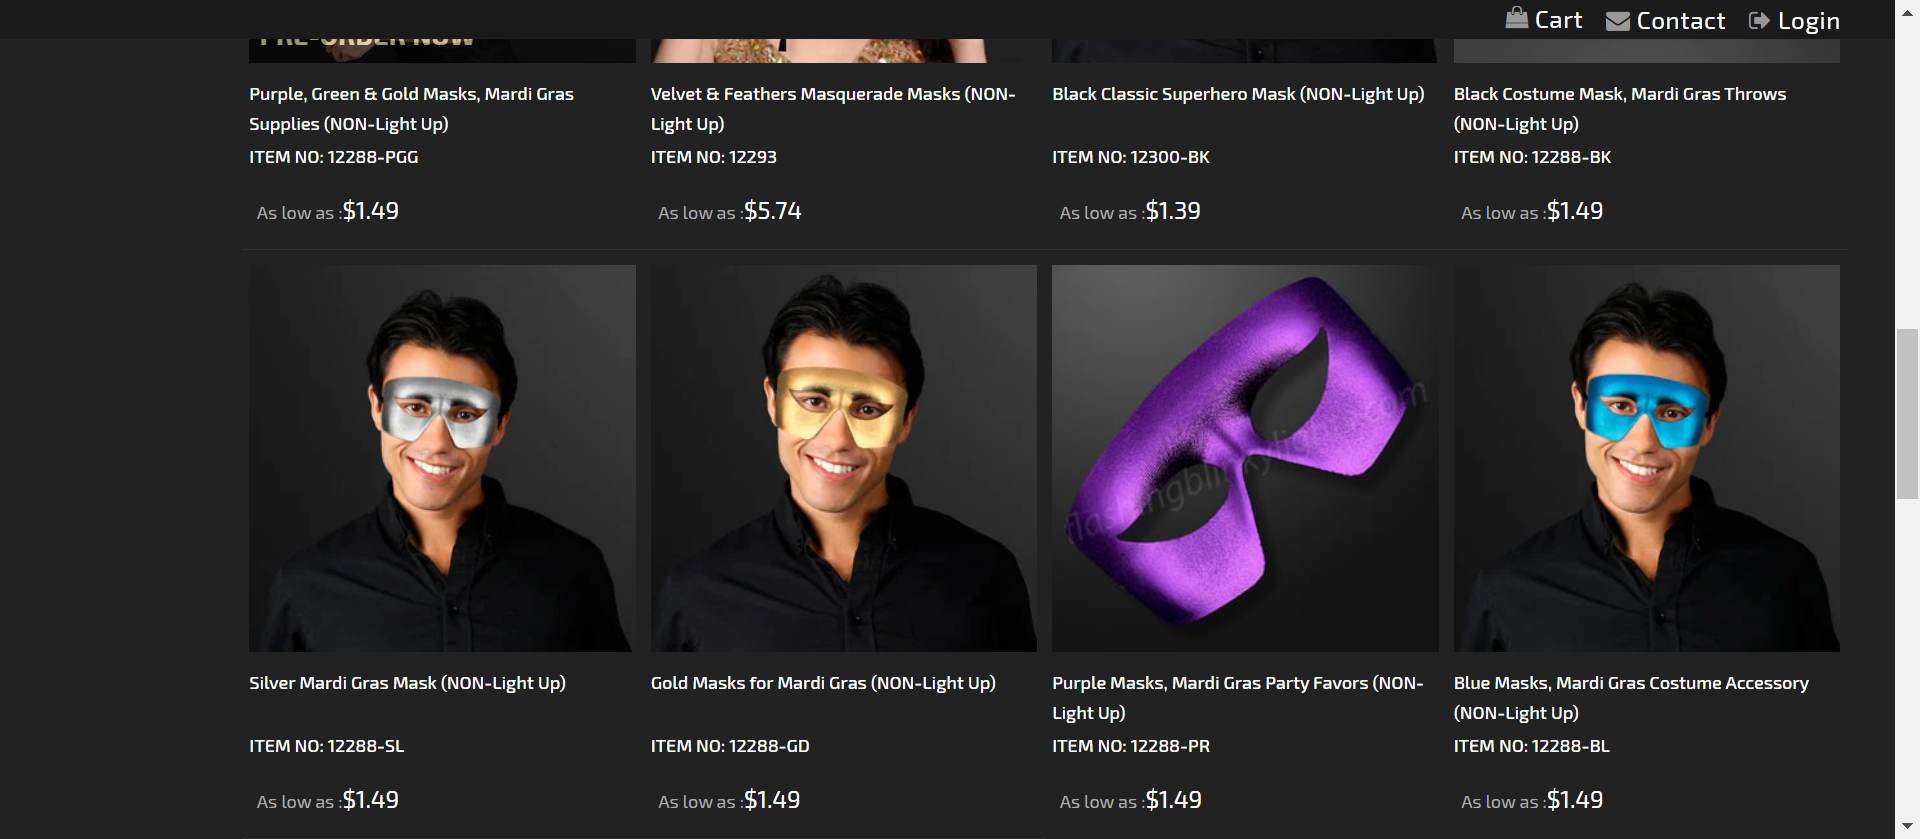 Cart
Contact
Login
PRE-ORDER NOW
Purple, Green & Gold Masks, Mardi Gras
Supplies (NON-Light Up)
ITEM NO: 12288-PGG
As low as :$1.49
Velvet & Feathers Masquerade Masks (NON-
Light Up)
ITEM NO: 12293
As low as :$5.74
Black Classic Superhero Mask (NON-Light Up)
ITEM NO: 12300-BK
As low as :$1.39
Black Costume Mask, Mardi Gras Throws
(NON-Light Up)
ITEM NO: 12288-BK
As low as :$1.49
Silver Mardi Gras Mask (NON-Light Up)
ITEM NO: 12288-SL
As low as :$1.49
Gold Masks for Mardi Gras (NON-Light Up)
ITEM NO: 12288-GD
As low as :$1.49
Purple Masks, Mardi Gras Party Favors (NON-
Light Up)
ITEM NO: 12288-PR
As low as :$1.49
Blue Masks, Mardi Gras Costume Accessory
(NON-Light Up)
ITEM NO: 12288-BL
As low as :$1.49